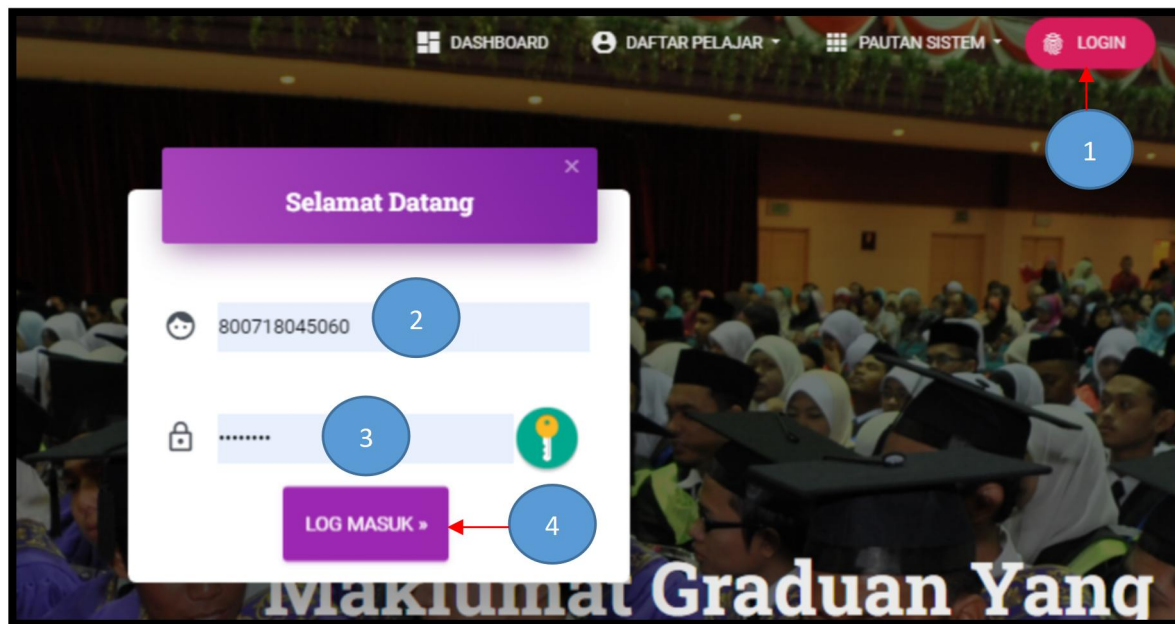 DASHBOARD DAFTAR PELAJAR PAUTAN SISTEM LOGIN
1
Selamat Datang
800718045060 2
•••••••• 3
LOG MASUK » 4
Maklumat Graduan Yang